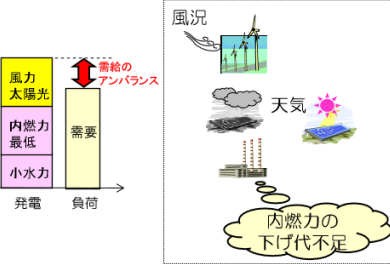 風力
太陽光
内燃力
最低
小水力
発電
需給の
アンバランス
需要
負荷
風況
天気
内燃力の
下げ代不足